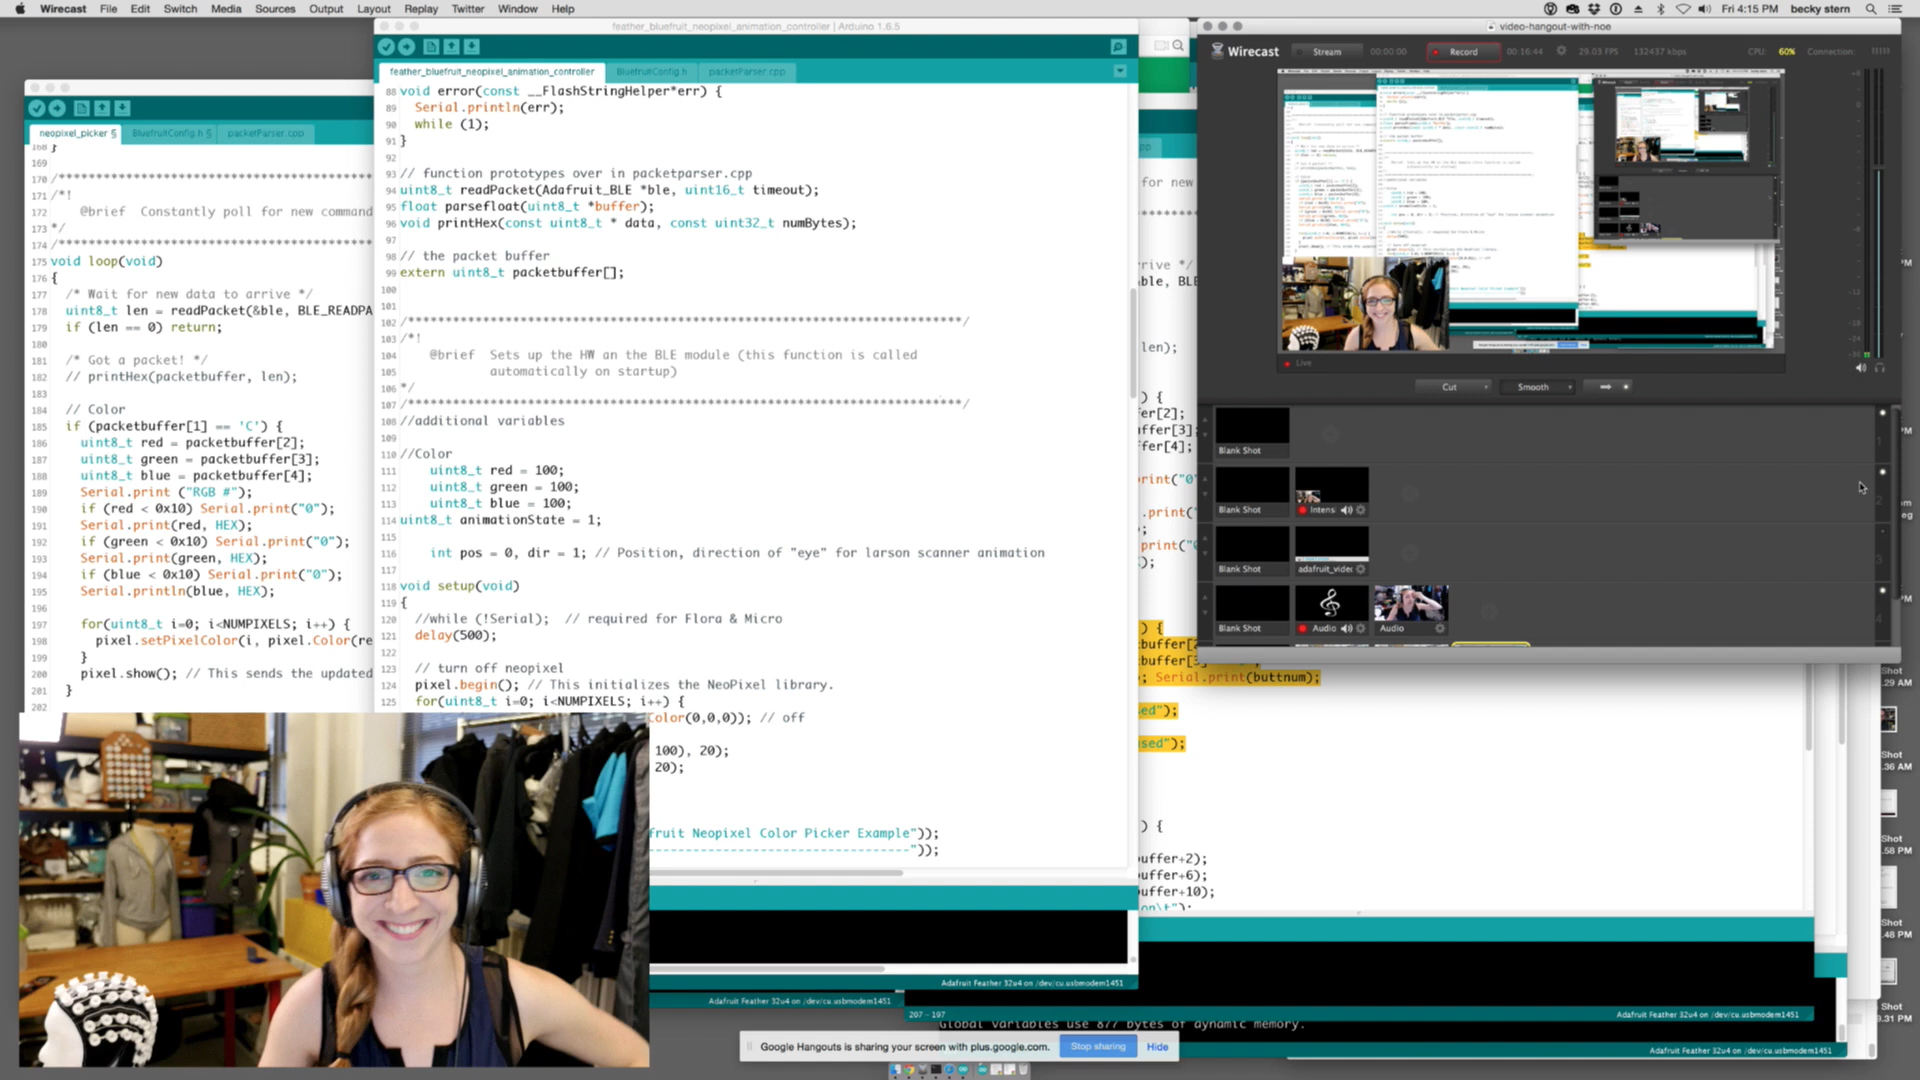 Wirecast File Edit Switch Media Sources Output Layout Replay Twitter Window Help
Fri 4:15 PM becky stern
feather_bluefruit_neopixel_animation_controller | Arduino 1.6.5
feather_bluefruit_neopixel_animation_controller BluefruitConfig.h packetParser.cpp
88 void error(const __FlashStringHelper*err) {
89 Serial.println(err);
90 while (1);
91 }
92
93 // function prototypes over in packetparser.cpp
94 uint8_t readPacket(Adafruit_BLE *ble, uint16_t timeout);
95 float parsefloat(uint8_t *buffer);
96 void printHex(const uint8_t * data, const uint32_t numBytes);
97
98 // the packet buffer
99 extern uint8_t packetbuffer[];
100
101
102 /**************************************************************************/
103 /*!
104 @brief Sets up the HW an the BLE module (this function is called
105 automatically on startup)
106 */
107 /**************************************************************************/
108 //additional variables
109
110 //Color
111 uint8_t red = 100;
112 uint8_t green = 100;
113 uint8_t blue = 100;
114 uint8_t animationState = 1;
115
116 int pos = 0, dir = 1; // Position, direction of "eye" for larson scanner animation
117
118 void setup(void)
119 {
120 //while (!Serial); // required for Flora & Micro
121 delay(500);
122
123 // turn off neopixel
124 pixel.begin(); // This initializes the NeoPixel library.
125 for(uint8_t i=0; i<NUMPIXELS; i++) {
Color(0,0,0)); // off
100), 20);
20);
fruit Neopixel Color Picker Example"));
---------------------------------------"));
Adafruit Feather 32u4 on /dev/cu.usbmodem1451
neopixel_picker § BluefruitConfig.h § packetParser.cpp
168 }
169
170 /****************************************
171 /*!
172 @brief Constantly poll for new command
173 */
174 /****************************************
175 void loop(void)
176 {
177 /* Wait for new data to arrive */
178 uint8_t len = readPacket(&ble, BLE_READPA
179 if (len == 0) return;
180
181 /* Got a packet! */
182 // printHex(packetbuffer, len);
183
184 // Color
185 if (packetbuffer[1] == 'C') {
186 uint8_t red = packetbuffer[2];
187 uint8_t green = packetbuffer[3];
188 uint8_t blue = packetbuffer[4];
189 Serial.print ("RGB #");
190 if (red < 0x10) Serial.print("0");
191 Serial.print(red, HEX);
192 if (green < 0x10) Serial.print("0");
193 Serial.print(green, HEX);
194 if (blue < 0x10) Serial.print("0");
195 Serial.println(blue, HEX);
196
197 for(uint8_t i=0; i<NUMPIXELS; i++) {
198 pixel.setPixelColor(i, pixel.Color(re
199 }
200 pixel.show(); // This sends the updated
201 }
202
Adafruit Feather 32u4 on /dev/cu.usbmodem1451
video-hangout-with-noe
Wirecast Stream 00:00:00 Record 00:16:44 29.03 FPS 132437 kbps CPU: 60% Connection:
Live
Cut Smooth
Blank Shot
Blank Shot Intens
Blank Shot adafruit_video
Blank Shot Audio Audio
for new
rrive */
able, BLE
len);
) {
fer[2];
uffer[3]
fer[4];
rint("0"
.print("
print("0
);
) {
tbuffer[2
tbuffer[3
; Serial.print(buttnum);
ed");
sed");
) {
uffer+2);
uffer+6);
uffer+10);
on\t");
207 - 197
Adafruit Feather 32u4 on /dev/cu.usbmodem1451
Global variables use 877 bytes of dynamic memory.
Adafruit Feather 32u4 on /dev/cu.usbmodem1451
Google Hangouts is sharing your screen with plus.google.com. Stop sharing Hide
Shot
.36 AM
Shot
.58 PM
Shot
.48 PM
Shot
9.31 PM